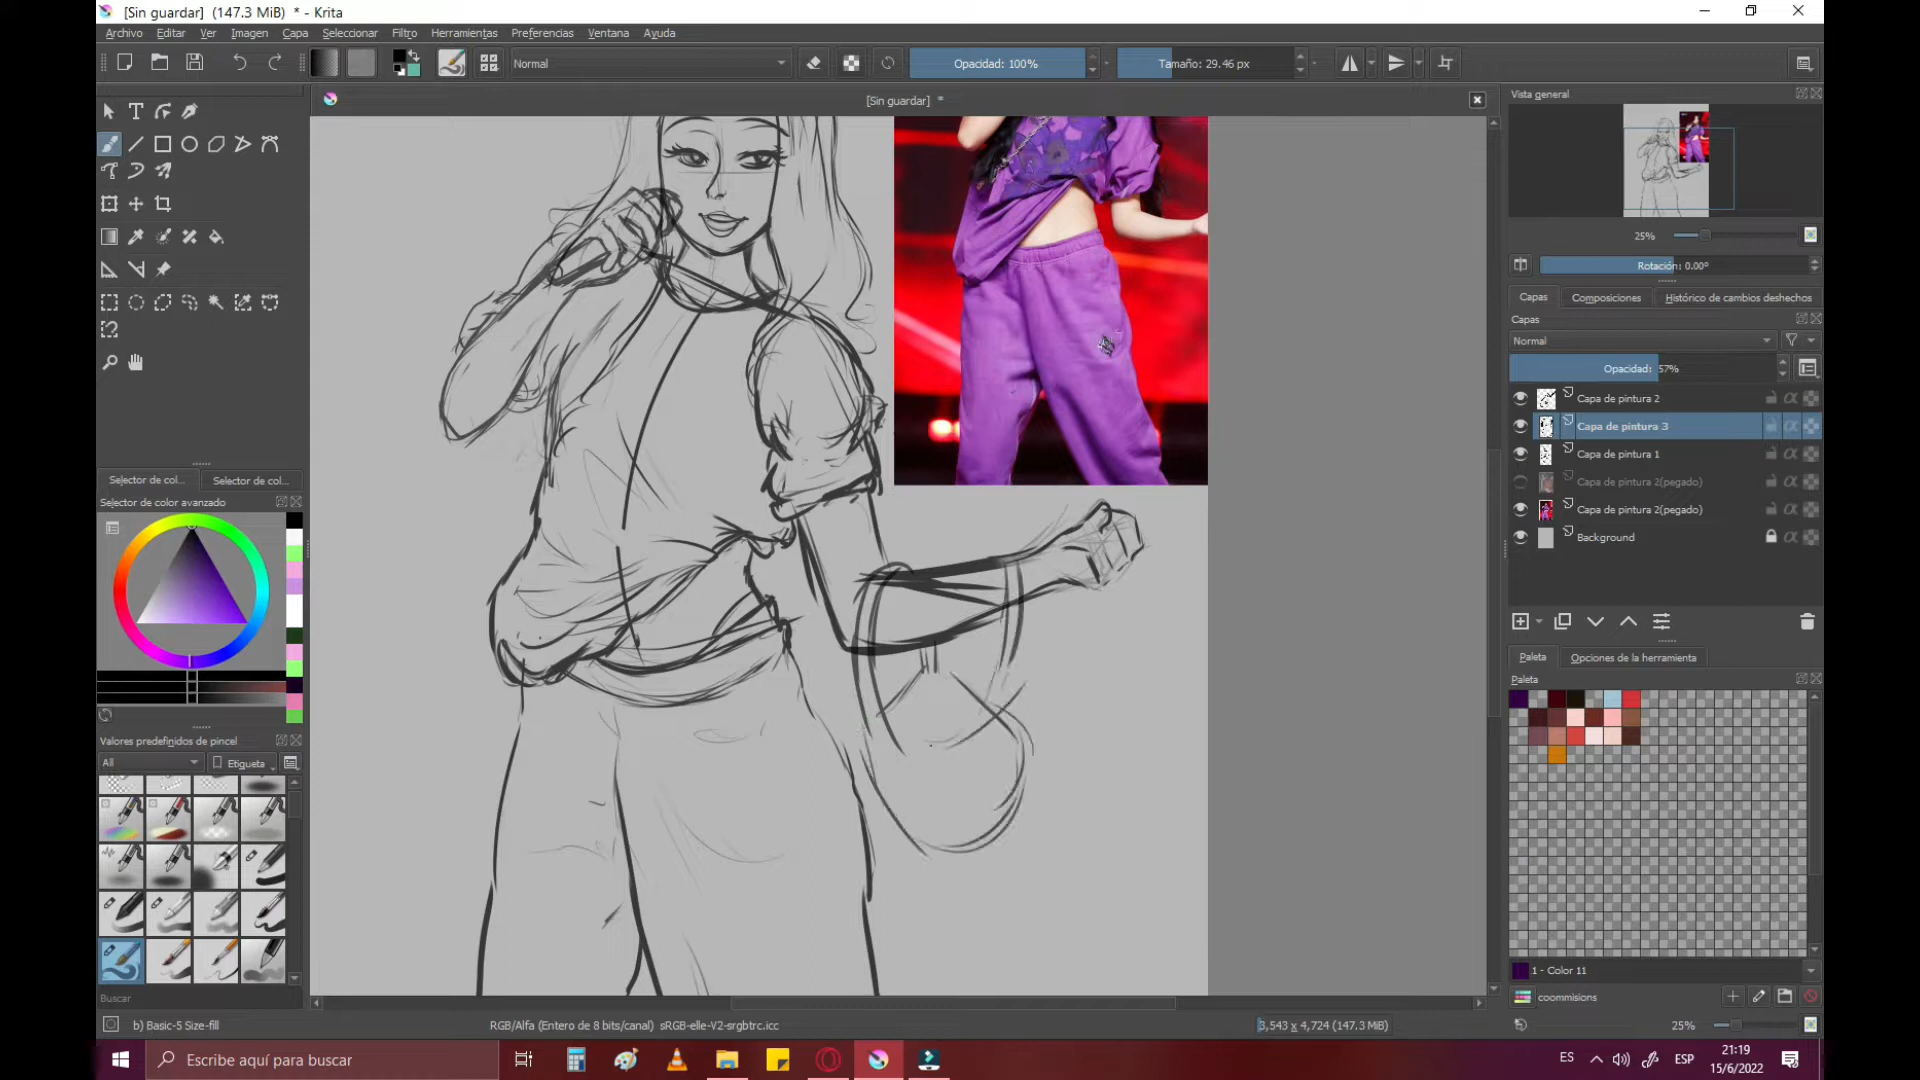 [Sin guardar] (147.3 MiB) * - Krita
Archivo Editar Ver Imagen Capa Seleccionar Filtro Herramientas Preferencias Ventana Ayuda
Normal Opacidad: 100% Tamaño: 29.46 px
[Sin guardar] *
Vista general
25%
Rotación: 0.00°
Capas Composiciones Histórico de cambios deshechos
Capas
Normal
Opacidad: 57%
Capa de pintura 2
Capa de pintura 3
Capa de pintura 1
Capa de pintura 2(pegado)
Capa de pintura 2(pegado)
Background
Selector de col... Selector de col...
Selector de color avanzado
Paleta Opciones de la herramienta
Paleta
Valores predefinidos de pincel
All Etiqueta
1 - Color 11
coommisions
Buscar
b) Basic-5 Size-fill RGB/Alfa (Entero de 8 bits/canal) sRGB-elle-V2-srgbtrc.icc 3,543 x 4,724 (147.3 MiB) 25%
Escribe aquí para buscar ES ESP 21:19
15/6/2022